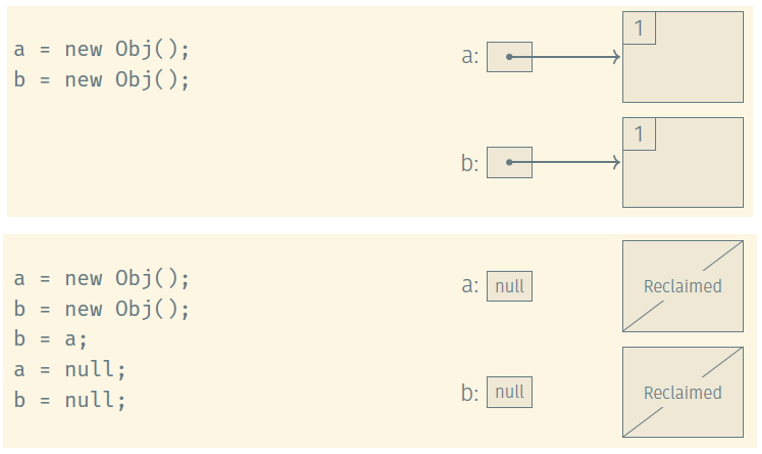 a = new Obj();
b = new Obj();
a:
1
b:
1
a = new Obj();
b = new Obj();
b = a;
a = null;
b = null;
a: null
Reclaimed
b: null
Reclaimed